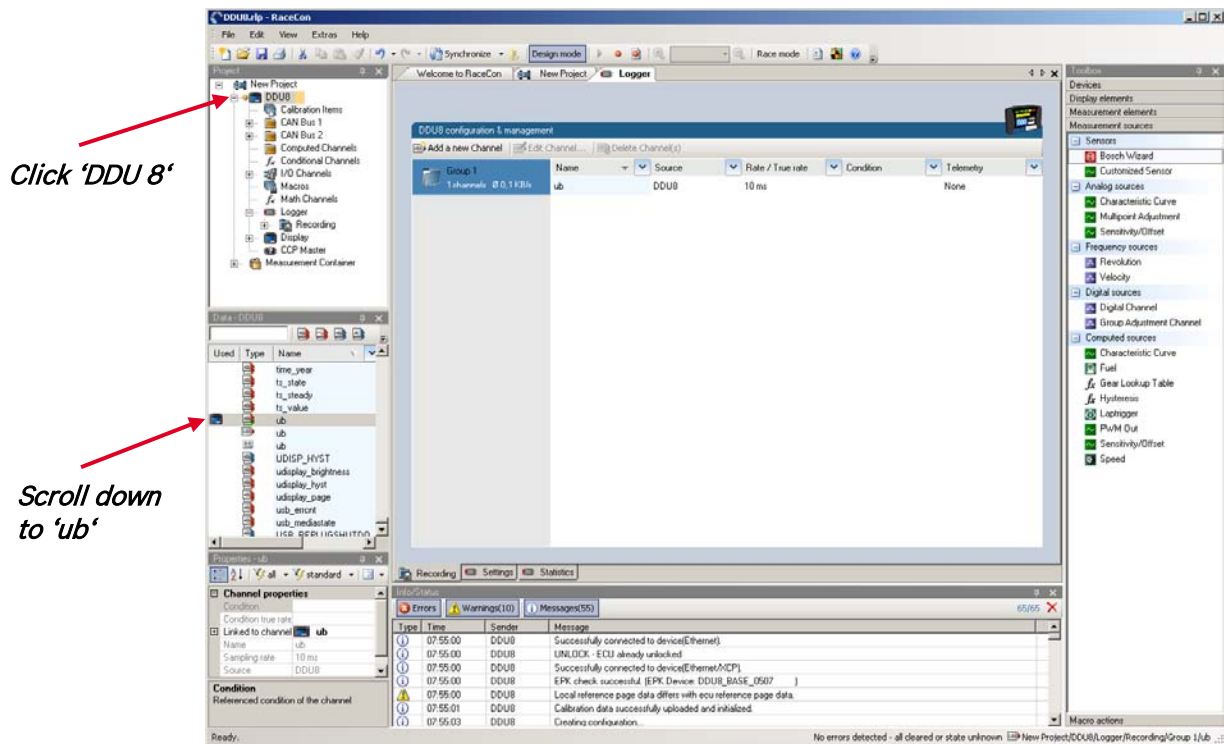 DDU8.rlp - RaceCon
File Edit View Extras Help
Synchronize Design mode Race mode
Project
New Project
DDU8
Calibration Items
CAN Bus 1
CAN Bus 2
Computed Channels
Conditional Channels
I/O Channels
Macros
Math Channels
Logger
Recording
Display
CCP Master
Measurement Container
Click ‘DDU 8‘
Data - DDU8
Used Type Name
time_year
ts_state
ts_steady
ts_value
ub
ub
ub
UDISP_HYST
udisplay_brightness
udisplay_hyst
udisplay_page
usb_errcnt
usb_mediastate
USB_REPLUGSHUTDO
Scroll down
to ‘ub‘
Properties - ub
all standard
Channel properties
Condition
Condition true rate
Linked to channel ub
Name ub
Sampling rate 10 ms
Source DDU8
Condition
Referenced condition of the channel
Welcome to RaceCon New Project Logger
DDU8 configuration & management
Add a new Channel Edit Channel... Delete Channel(s)
Group 1
1 channels Ø 0,1 KB/s
Name Source Rate / True rate Condition Telemetry
ub DDU8 10 ms None
Recording Settings Statistics
Info/Status
Errors Warnings(10) Messages(55) 65/65
Type Time Sender Message
07:55:00 DDU8 Successfully connected to device(Ethernet).
07:55:00 DDU8 UNLOCK - ECU already unlocked
07:55:00 DDU8 Successfully connected to device(Ethernet/XCP).
07:55:00 DDU8 EPK check successful. [EPK Device: DDU8_BASE_0507 ]
07:55:00 DDU8 Local reference page data differs with ecu reference page data.
07:55:01 DDU8 Calibration data successfully uploaded and initialized.
07:55:03 DDU8 Creating configuration...
Toolbox
Devices
Display elements
Measurement elements
Measurement sources
Sensors
Bosch Wizard
Customized Sensor
Analog sources
Characteristic Curve
Multipoint Adjustment
Sensitivity/Offset
Frequency sources
Revolution
Velocity
Digital sources
Digital Channel
Group Adjustment Channel
Computed sources
Characteristic Curve
Fuel
Gear Lookup Table
Hysteresis
Laptrigger
PWM Out
Sensitivity/Offset
Speed
Macro actions
Ready. No errors detected - all cleared or state unknown New Project/DDU8/Logger/Recording/Group 1/ub